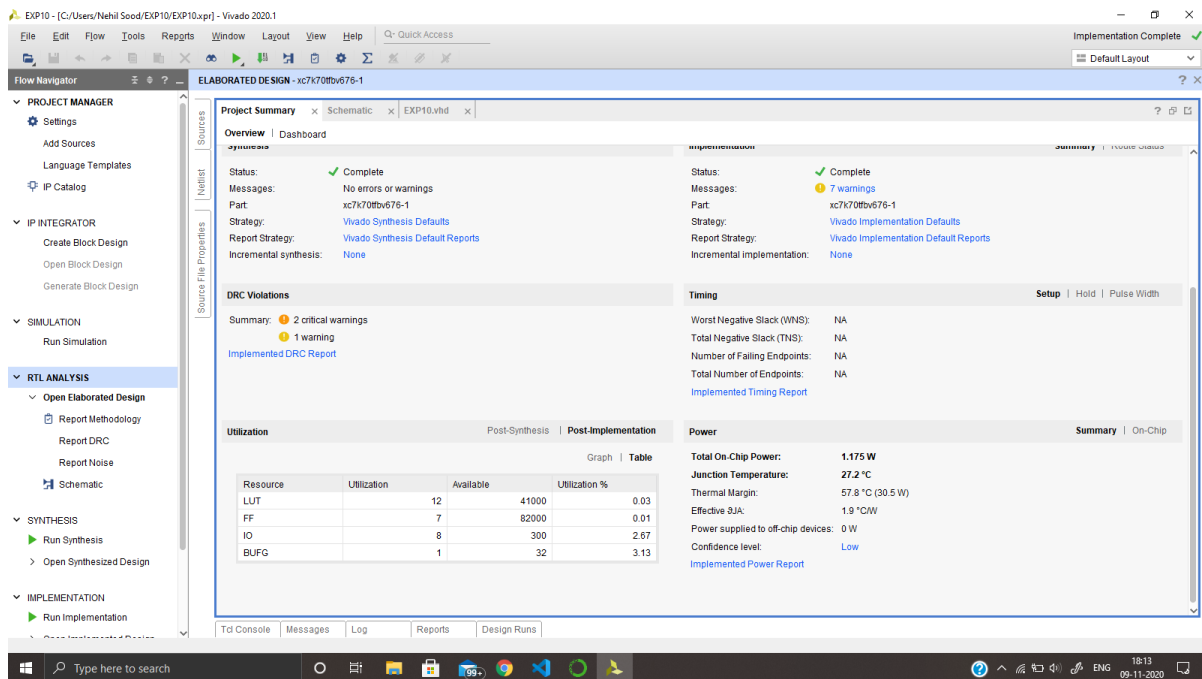 EXP10 - [C:/Users/Nehil Sood/EXP10/EXP10.xpr] - Vivado 2020.1
File Edit Flow Tools Reports Window Layout View Help Q- Quick Access
Implementation Complete
Default Layout
Flow Navigator
PROJECT MANAGER
Settings
Add Sources
Language Templates
IP Catalog
IP INTEGRATOR
Create Block Design
Open Block Design
Generate Block Design
SIMULATION
Run Simulation
RTL ANALYSIS
Open Elaborated Design
Report Methodology
Report DRC
Report Noise
Schematic
SYNTHESIS
Run Synthesis
Open Synthesized Design
IMPLEMENTATION
Run Implementation
Open Implemented Design
ELABORATED DESIGN - xc7k70tfbv676-1
Sources
Netlist
Source File Properties
Project Summary Schematic EXP10.vhd
Overview | Dashboard
Synthesis
Status: Complete
Messages: No errors or warnings
Part: xc7k70tfbv676-1
Strategy: Vivado Synthesis Defaults
Report Strategy: Vivado Synthesis Default Reports
Incremental synthesis: None
Implementation Summary | Route Status
Status: Complete
Messages: 7 warnings
Part: xc7k70tfbv676-1
Strategy: Vivado Implementation Defaults
Report Strategy: Vivado Implementation Default Reports
Incremental implementation: None
DRC Violations
Summary: 2 critical warnings
1 warning
Implemented DRC Report
Timing Setup | Hold | Pulse Width
Worst Negative Slack (WNS): NA
Total Negative Slack (TNS): NA
Number of Failing Endpoints: NA
Total Number of Endpoints: NA
Implemented Timing Report
Utilization Post-Synthesis | Post-Implementation
Graph | Table
Resource Utilization Available Utilization %
LUT 12 41000 0.03
FF 7 82000 0.01
IO 8 300 2.67
BUFG 1 32 3.13
Power Summary | On-Chip
Total On-Chip Power: 1.175 W
Junction Temperature: 27.2 °C
Thermal Margin: 57.8 °C (30.5 W)
Effective ϑJA: 1.9 °C/W
Power supplied to off-chip devices: 0 W
Confidence level: Low
Implemented Power Report
Tcl Console Messages Log Reports Design Runs
Type here to search
99+
ENG
18:13
09-11-2020